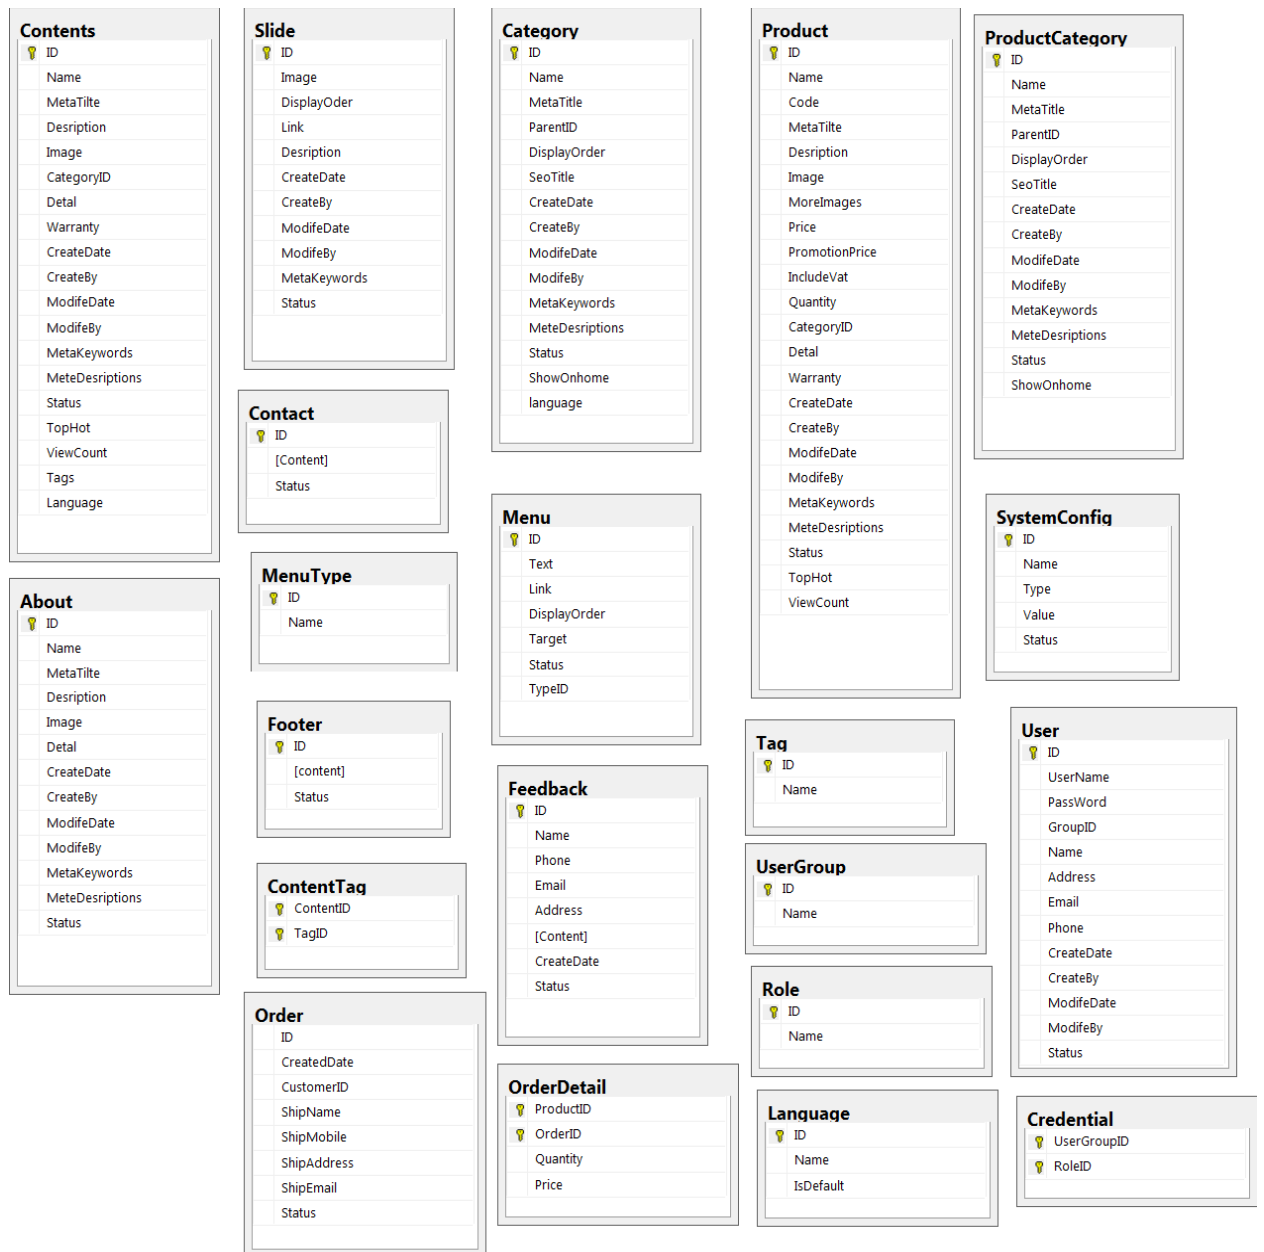 Contents
ID
Name
MetaTilte
Desription
Image
CategoryID
Detal
Warranty
CreateDate
CreateBy
ModifeDate
ModifeBy
MetaKeywords
MeteDesriptions
Status
TopHot
ViewCount
Tags
Language
About
ID
Name
MetaTilte
Desription
Image
Detal
CreateDate
CreateBy
ModifeDate
ModifeBy
MetaKeywords
MeteDesriptions
Status
Slide
ID
Image
DisplayOder
Link
Desription
CreateDate
CreateBy
ModifeDate
ModifeBy
MetaKeywords
Status
Contact
ID
[Content]
Status
MenuType
ID
Name
Footer
ID
[content]
Status
ContentTag
ContentID
TagID
Order
ID
CreatedDate
CustomerID
ShipName
ShipMobile
ShipAddress
ShipEmail
Status
Category
ID
Name
MetaTitle
ParentID
DisplayOrder
SeoTitle
CreateDate
CreateBy
ModifeDate
ModifeBy
MetaKeywords
MeteDesriptions
Status
ShowOnhome
language
Menu
ID
Text
Link
DisplayOrder
Target
Status
TypeID
Feedback
ID
Name
Phone
Email
Address
[Content]
CreateDate
Status
OrderDetail
ProductID
OrderID
Quantity
Price
Product
ID
Name
Code
MetaTilte
Desription
Image
MoreImages
Price
PromotionPrice
IncludeVat
Quantity
CategoryID
Detal
Warranty
CreateDate
CreateBy
ModifeDate
ModifeBy
MetaKeywords
MeteDesriptions
Status
TopHot
ViewCount
Tag
ID
Name
UserGroup
ID
Name
Role
ID
Name
Language
ID
Name
IsDefault
ProductCategory
ID
Name
MetaTitle
ParentID
DisplayOrder
SeoTitle
CreateDate
CreateBy
ModifeDate
ModifeBy
MetaKeywords
MeteDesriptions
Status
ShowOnhome
SystemConfig
ID
Name
Type
Value
Status
User
ID
UserName
PassWord
GroupID
Name
Address
Email
Phone
CreateDate
CreateBy
ModifeDate
ModifeBy
Status
Credential
UserGroupID
RoleID